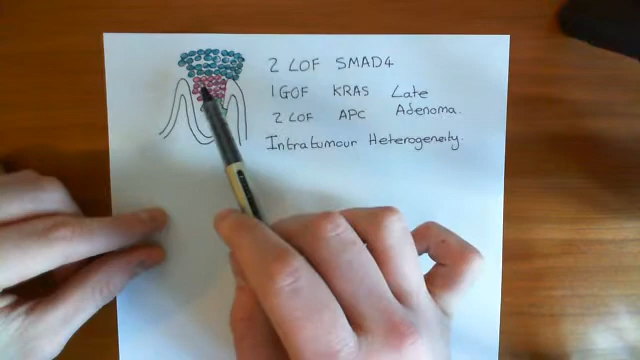 2 LOF SMAD4
1 GOF KRAS Late
2 LOF APC Adenoma.
Intratumour Heterogeneity.